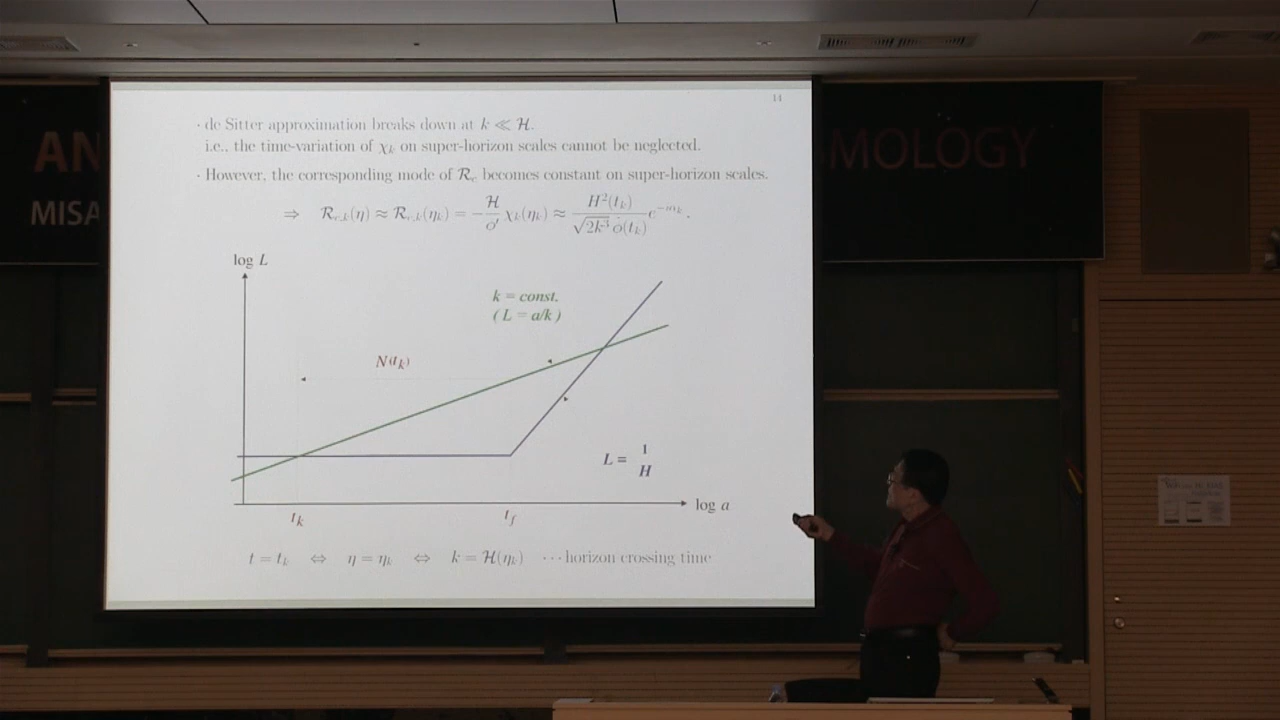 14
· de Sitter approximation breaks down at k ≪ ℋ.
i.e., the time-variation of χ_k on super-horizon scales cannot be neglected.
· However, the corresponding mode of ℛ_c becomes constant on super-horizon scales.
⇒ ℛ_{c,k}(η) ≈ ℛ_{c,k}(η_k) = −ℋ/φ′ χ_k(η_k) ≈ H²(t_k)/(√(2k³) φ̇(t_k)) e^{−iα_k}.
log L
k = const.
( L = a/k )
N(t_k)
L = 1/H
log a
t_k t_f
t = t_k ⇔ η = η_k ⇔ k = ℋ(η_k) ··· horizon crossing time
AN
MOLOGY
MISA